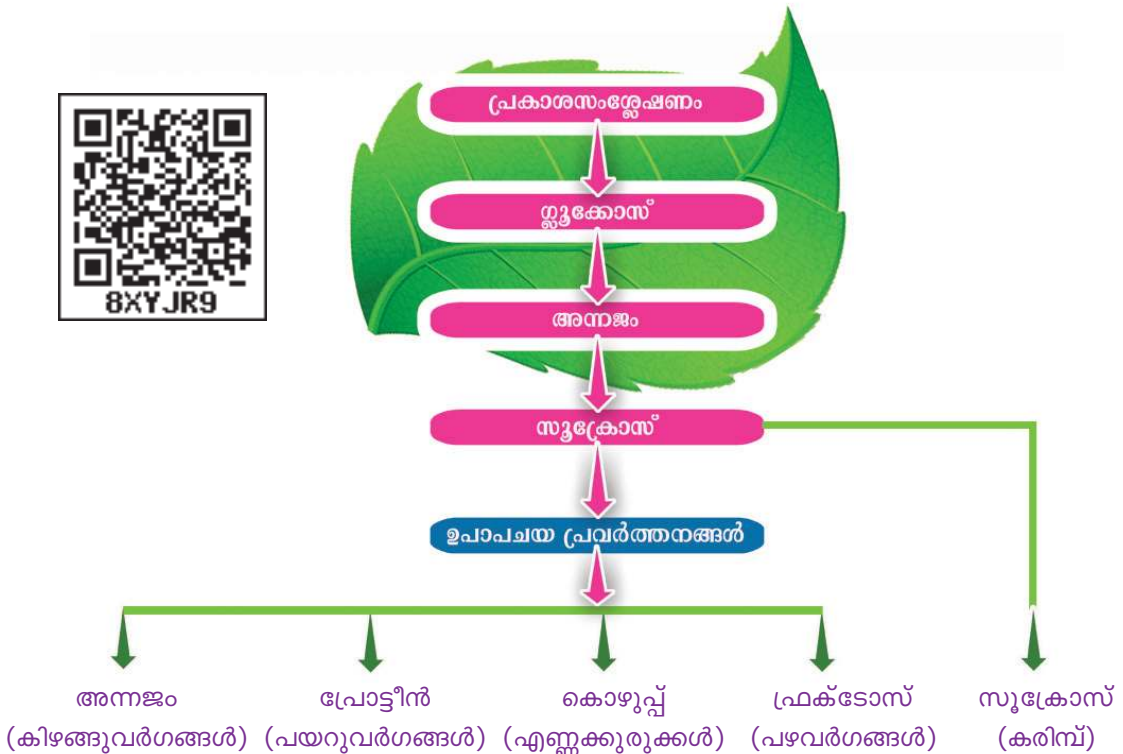 പ്രകാശസംശ്ലേഷണം
ഗ്ലൂക്കോസ്
8XYJR9
അന്നജം
സൂക്രോസ്
ഉപാപചയ പ്രവർത്തനങ്ങൾ
അന്നജം
(കിഴങ്ങുവർഗങ്ങൾ)
പ്രോട്ടീൻ
(പയറുവർഗങ്ങൾ)
കൊഴുപ്പ്
(എണ്ണക്കുരുക്കൾ)
ഫ്രക്ടോസ്
(പഴവർഗങ്ങൾ)
സൂക്രോസ്
(കരിമ്പ്)